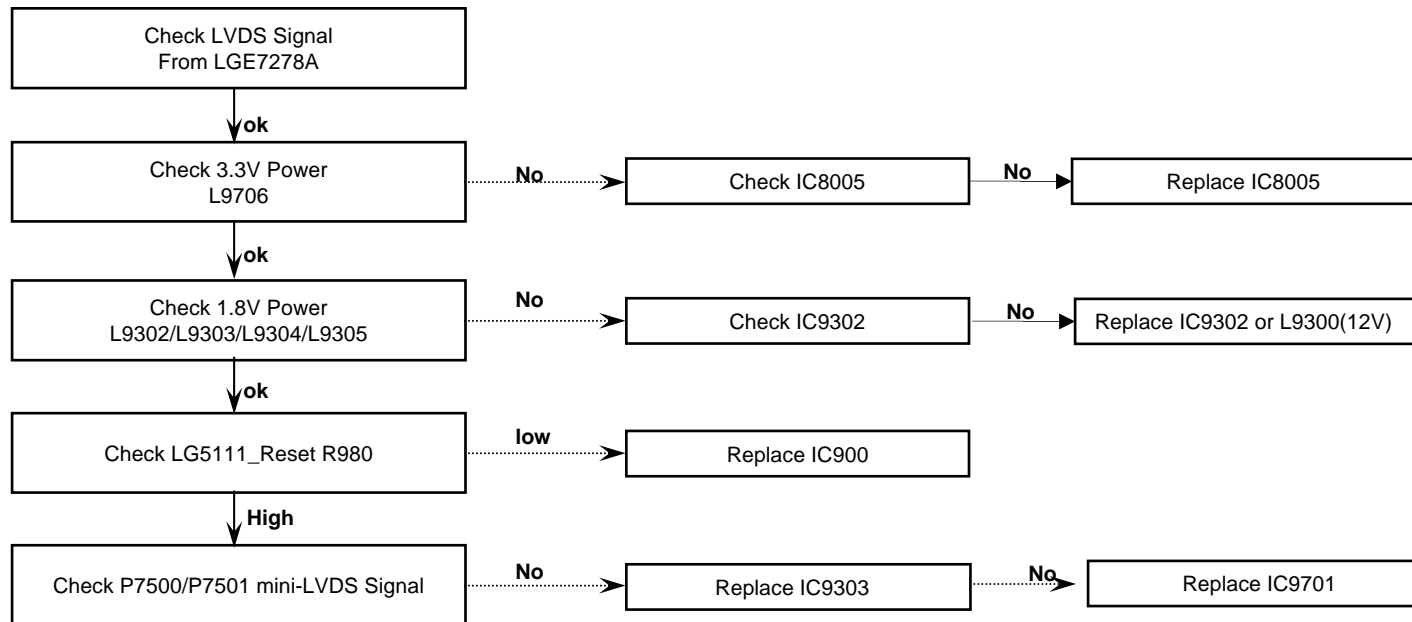 Check LVDS Signal
From LGE7278A
ok
Check 3.3V Power
L9706
No
Check IC8005
No
Replace IC8005
ok
Check 1.8V Power
L9302/L9303/L9304/L9305
No
Check IC9302
No
Replace IC9302 or L9300(12V)
ok
Check LG5111_Reset R980
low
Replace IC900
High
Check P7500/P7501 mini-LVDS Signal
No
Replace IC9303
No
Replace IC9701